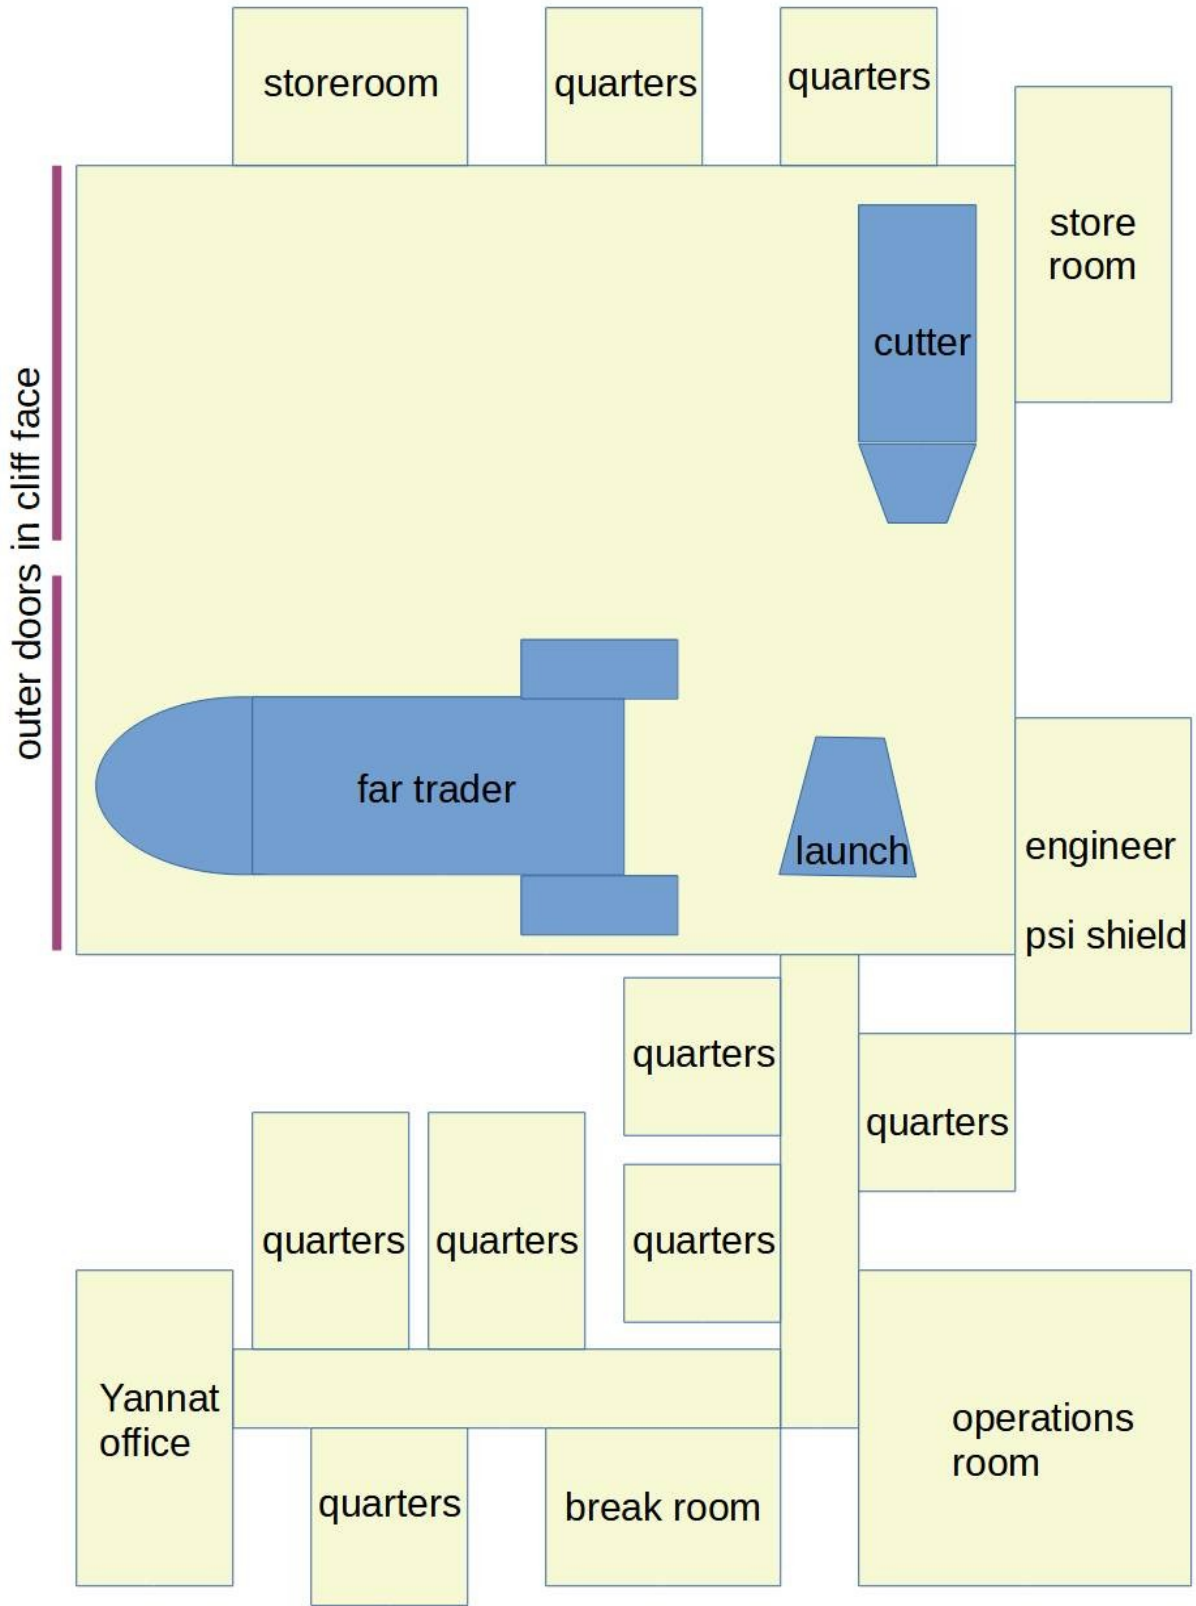 storeroom
quarters
quarters
store
room
cutter
outer doors in cliff face
far trader
launch
engineer
psi shield
quarters
quarters
quarters
quarters
quarters
Yannat
office
operations
room
quarters
break room